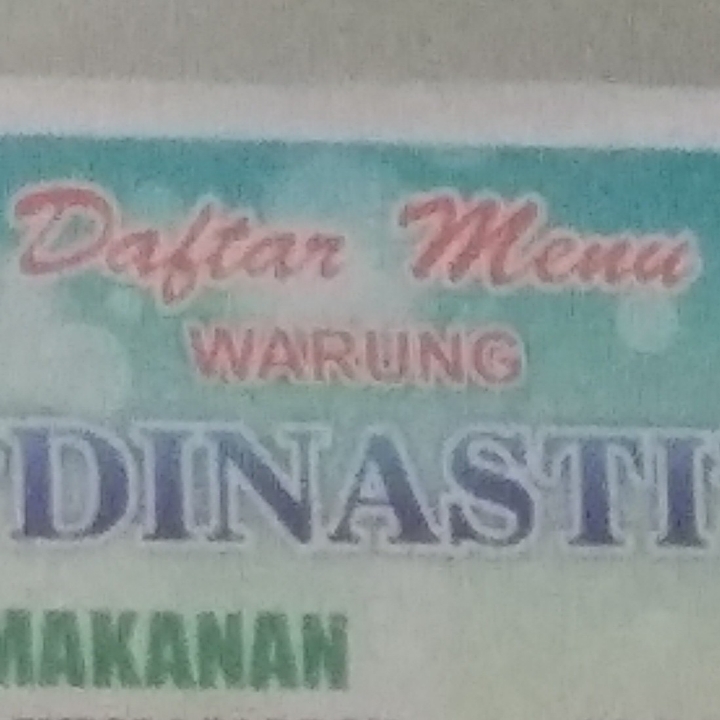 Daftar Menu
WARUNG
"DINASTI"
MAKANAN